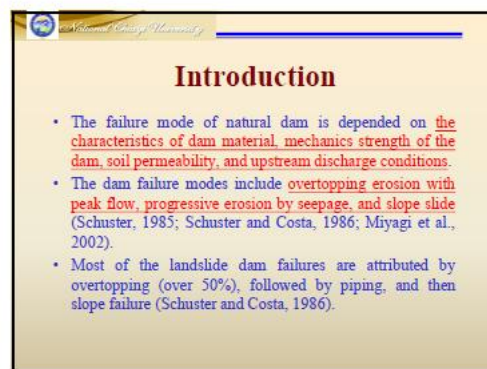 National Chiayi University
Introduction
• The failure mode of natural dam is depended on the
characteristics of dam material, mechanics strength of the
dam, soil permeability, and upstream discharge conditions.
• The dam failure modes include overtopping erosion with
peak flow, progressive erosion by seepage, and slope slide
(Schuster, 1985; Schuster and Costa, 1986; Miyagi et al.,
2002).
• Most of the landslide dam failures are attributed by
overtopping (over 50%), followed by piping, and then
slope failure (Schuster and Costa, 1986).